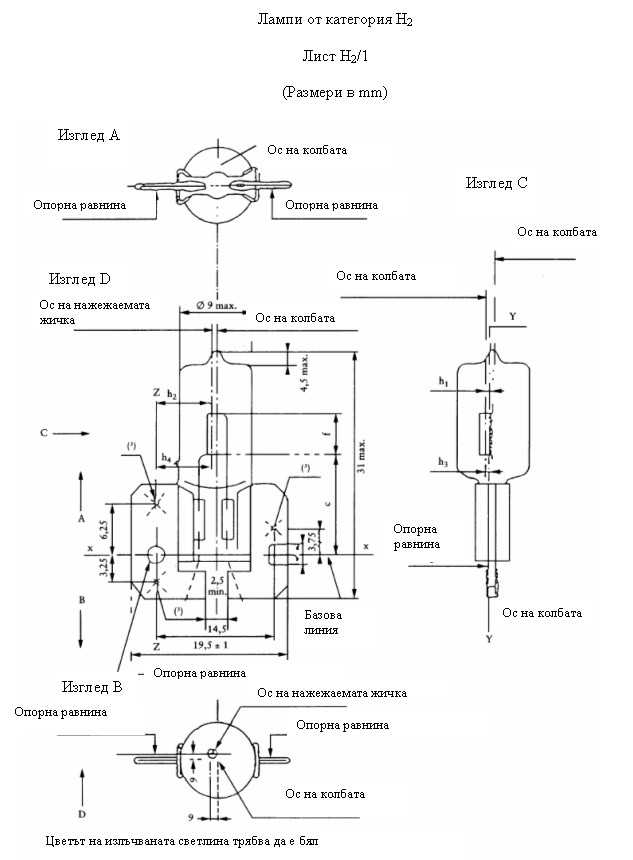 Лампи от категория H2
Лист H2/1
(Размери в mm)
Изглед A
Ос на колбата
Изглед C
Опорна равнина
Опорна равнина
Ос на колбата
Изглед D
Ос на колбата
Ос на нажежаемата
жичка
Ø 9 max.
Ос на колбата
Y
4,5 max.
Z h2
h1
C
f
31 max.
h4
(³)
(³)
h3
c
A
6,25
3,75
Опорна
равнина
x
x
3,25
2,5
min.
B
(³)
14,5
Базова
линия
Ос на колбата
Z
19,5 ± 1
Y
– Опорна равнина
Изглед B
Ос на нажежаемата жичка
Опорна равнина
Опорна равнина
9
Ос на колбата
D
9
Цветът на излъчваната светлина трябва да е бял